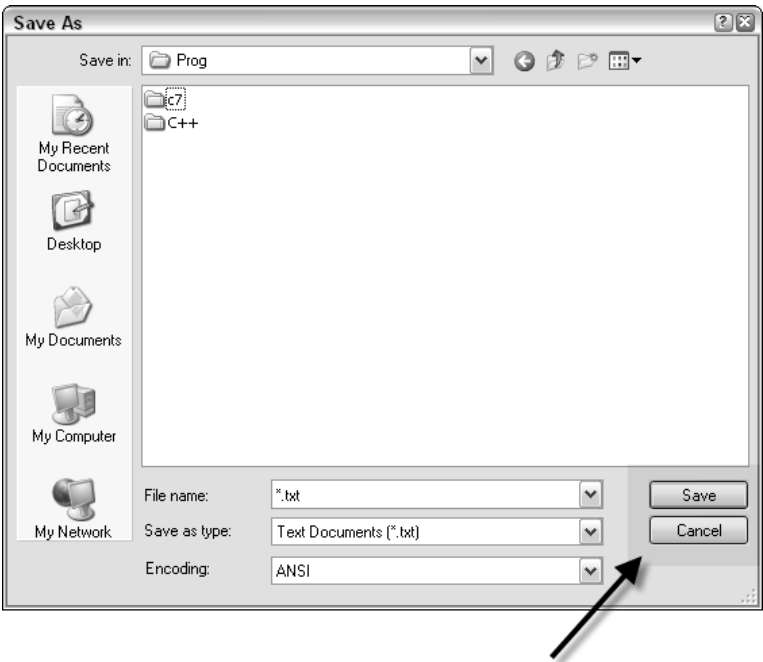 Save As
Save in: Prog
c7
C++
My Recent
Documents
Desktop
My Documents
My Computer
My Network
File name: *.txt
Save
Save as type: Text Documents (*.txt)
Cancel
Encoding: ANSI